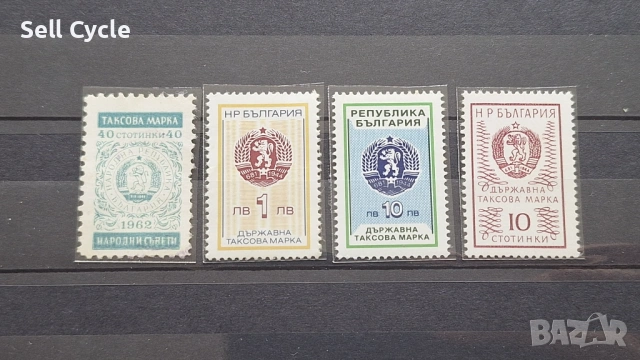 Sell Cycle
ТАКСОВА МАРКА
40 СТОТИНКИ 40
1962
НАРОДНИ СЪВЕТИ
НР БЪЛГАРИЯ
ЛВ 1 ЛВ
ДЪРЖАВНА
ТАКСОВА МАРКА
РЕПУБЛИКА
БЪЛГАРИЯ
ЛВ 10 ЛВ
ДЪРЖАВНА
ТАКСОВА МАРКА
НР БЪЛГАРИЯ
ДЪРЖАВНА
ТАКСОВА МАРКА
10
СТОТИНКИ
BAZAR